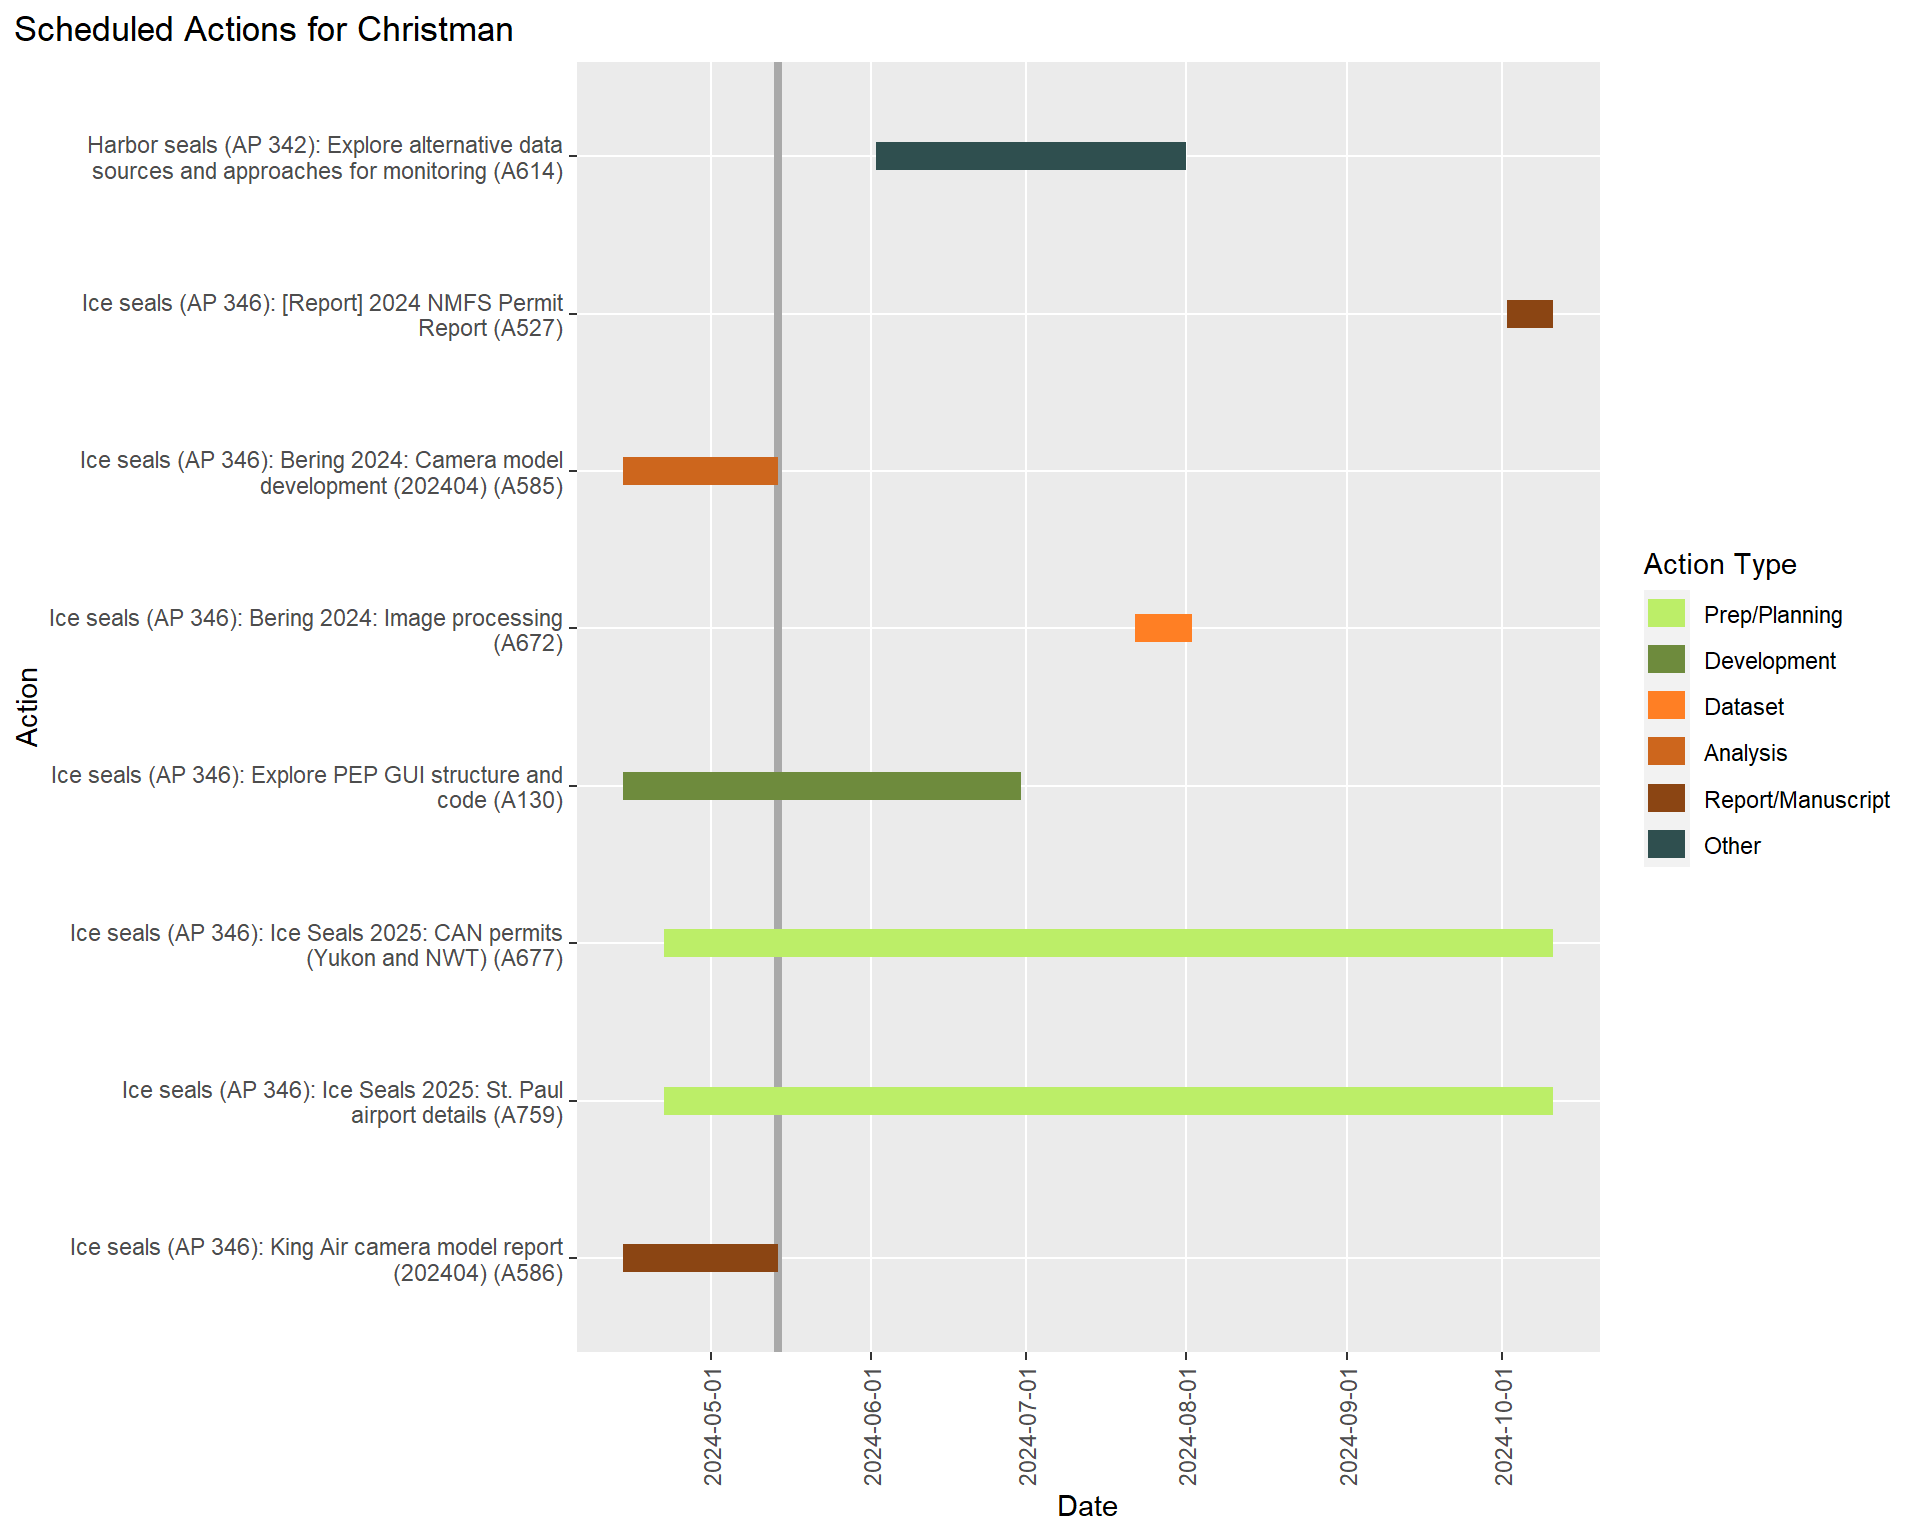 Scheduled Actions for Christman
Harbor seals (AP 342): Explore alternative data
sources and approaches for monitoring (A614)
Ice seals (AP 346): [Report] 2024 NMFS Permit
Report (A527)
Ice seals (AP 346): Bering 2024: Camera model
development (202404) (A585)
Ice seals (AP 346): Bering 2024: Image processing
(A672)
Ice seals (AP 346): Explore PEP GUI structure and
code (A130)
Ice seals (AP 346): Ice Seals 2025: CAN permits
(Yukon and NWT) (A677)
Ice seals (AP 346): Ice Seals 2025: St. Paul
airport details (A759)
Ice seals (AP 346): King Air camera model report
(202404) (A586)
Action
2024-05-01
2024-06-01
2024-07-01
2024-08-01
2024-09-01
2024-10-01
Date
Action Type
Prep/Planning
Development
Dataset
Analysis
Report/Manuscript
Other